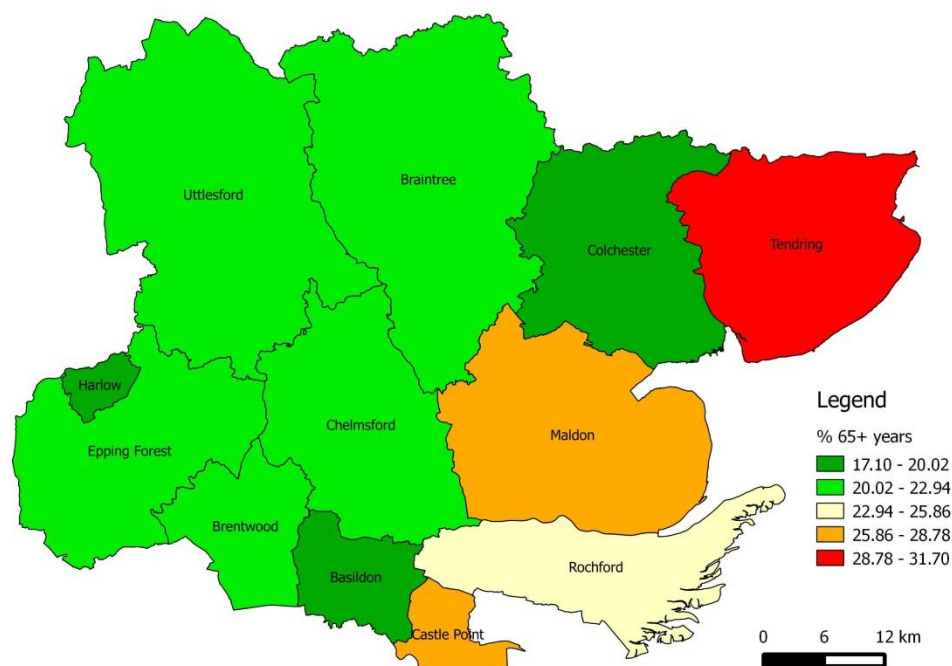 Uttlesford
Braintree
Colchester
Tendring
Harlow
Epping Forest
Chelmsford
Maldon
Brentwood
Basildon
Rochford
Castle Point
Legend
% 65+ years
17.10 - 20.02
20.02 - 22.94
22.94 - 25.86
25.86 - 28.78
28.78 - 31.70
0 6 12 km